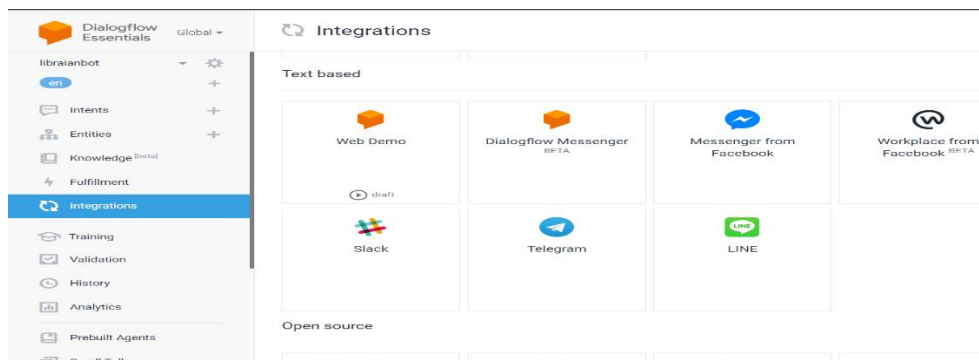 Dialogflow
Essentials
Global
Integrations
libraianbot
en
Intents
Entities
Knowledge [beta]
Fulfillment
Integrations
Training
Validation
History
Analytics
Prebuilt Agents
Text based
Web Demo
draft
Dialogflow Messenger
BETA
Messenger from
Facebook
Workplace from
Facebook BETA
Slack
Telegram
LINE
LINE
Open source